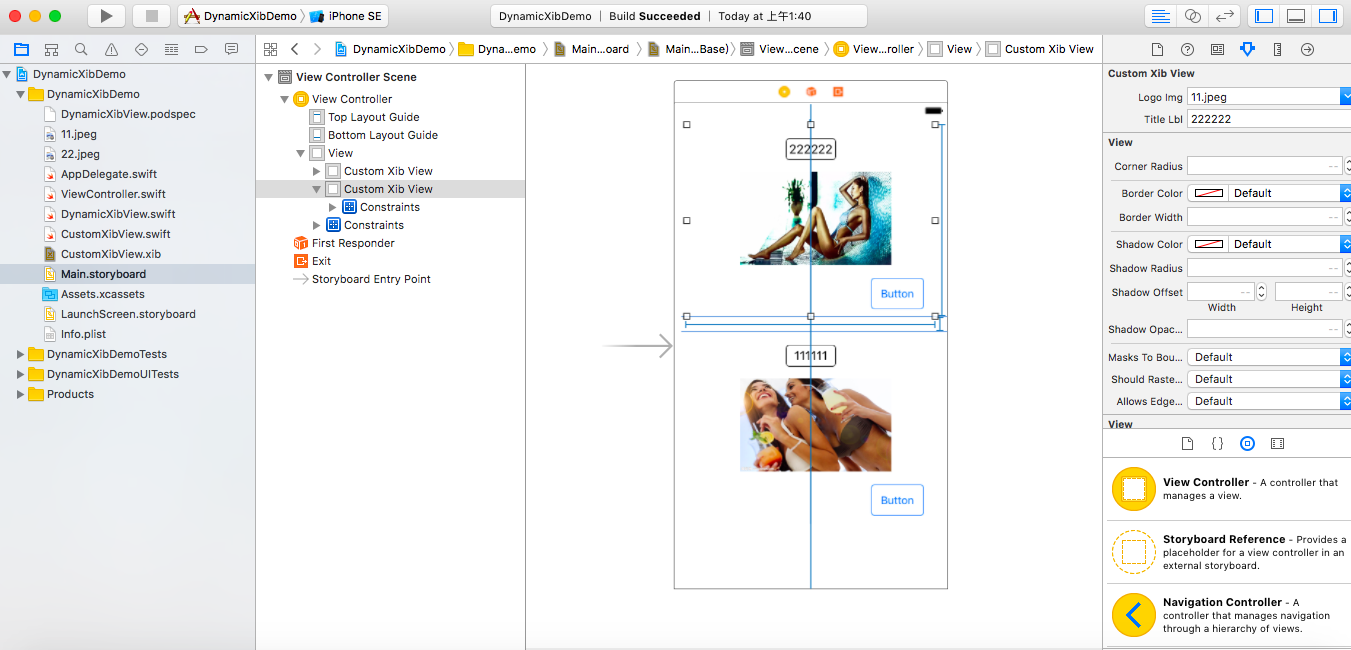 DynamicXibDemo
iPhone SE
DynamicXibDemo | Build Succeeded | Today at 上午1:40
DynamicXibDemo
Dyna...emo
Main...oard
Main...Base)
View...cene
View...roller
View
Custom Xib View
DynamicXibDemo
DynamicXibDemo
DynamicXibView.podspec
11.jpeg
22.jpeg
AppDelegate.swift
ViewController.swift
DynamicXibView.swift
CustomXibView.swift
CustomXibView.xib
Main.storyboard
Assets.xcassets
LaunchScreen.storyboard
Info.plist
DynamicXibDemoTests
DynamicXibDemoUITests
Products
View Controller Scene
View Controller
Top Layout Guide
Bottom Layout Guide
View
Custom Xib View
Custom Xib View
Constraints
Constraints
First Responder
Exit
Storyboard Entry Point
222222
Button
111111
Button
Custom Xib View
Logo Img 11.jpeg
Title Lbl 222222
View
Corner Radius --
Border Color Default
Border Width --
Shadow Color Default
Shadow Radius --
Shadow Offset -- --
Width Height
Shadow Opac... --
Masks To Bou... Default
Should Raste... Default
Allows Edge... Default
View
View Controller - A controller that
manages a view.
Storyboard Reference - Provides a
placeholder for a view controller in an
external storyboard.
Navigation Controller - A
controller that manages navigation
through a hierarchy of views.